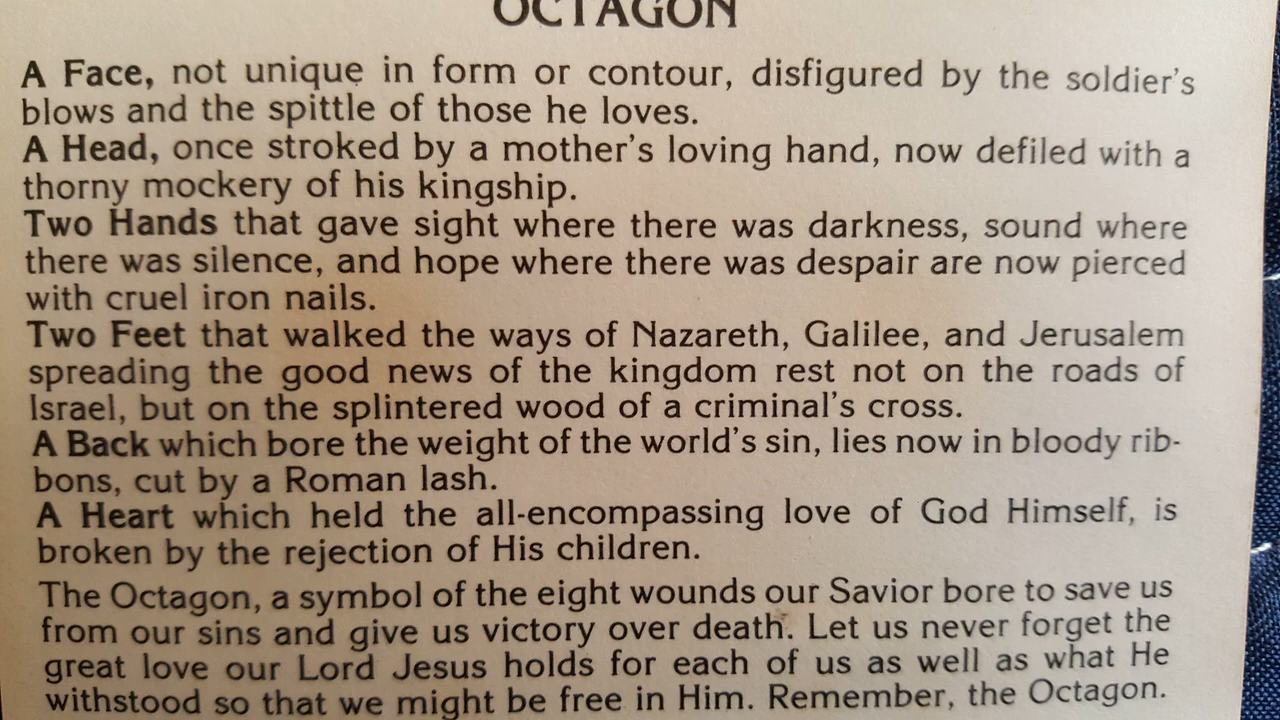 OCTAGON
A Face, not unique in form or contour, disfigured by the soldier's
blows and the spittle of those he loves.
A Head, once stroked by a mother's loving hand, now defiled with a
thorny mockery of his kingship.
Two Hands that gave sight where there was darkness, sound where
there was silence, and hope where there was despair are now pierced
with cruel iron nails.
Two Feet that walked the ways of Nazareth, Galilee, and Jerusalem
spreading the good news of the kingdom rest not on the roads of
Israel, but on the splintered wood of a criminal's cross.
A Back which bore the weight of the world's sin, lies now in bloody rib-
bons, cut by a Roman lash.
A Heart which held the all-encompassing love of God Himself, is
broken by the rejection of His children.
The Octagon, a symbol of the eight wounds our Savior bore to save us
from our sins and give us victory over death. Let us never forget the
great love our Lord Jesus holds for each of us as well as what He
withstood so that we might be free in Him. Remember, the Octagon.